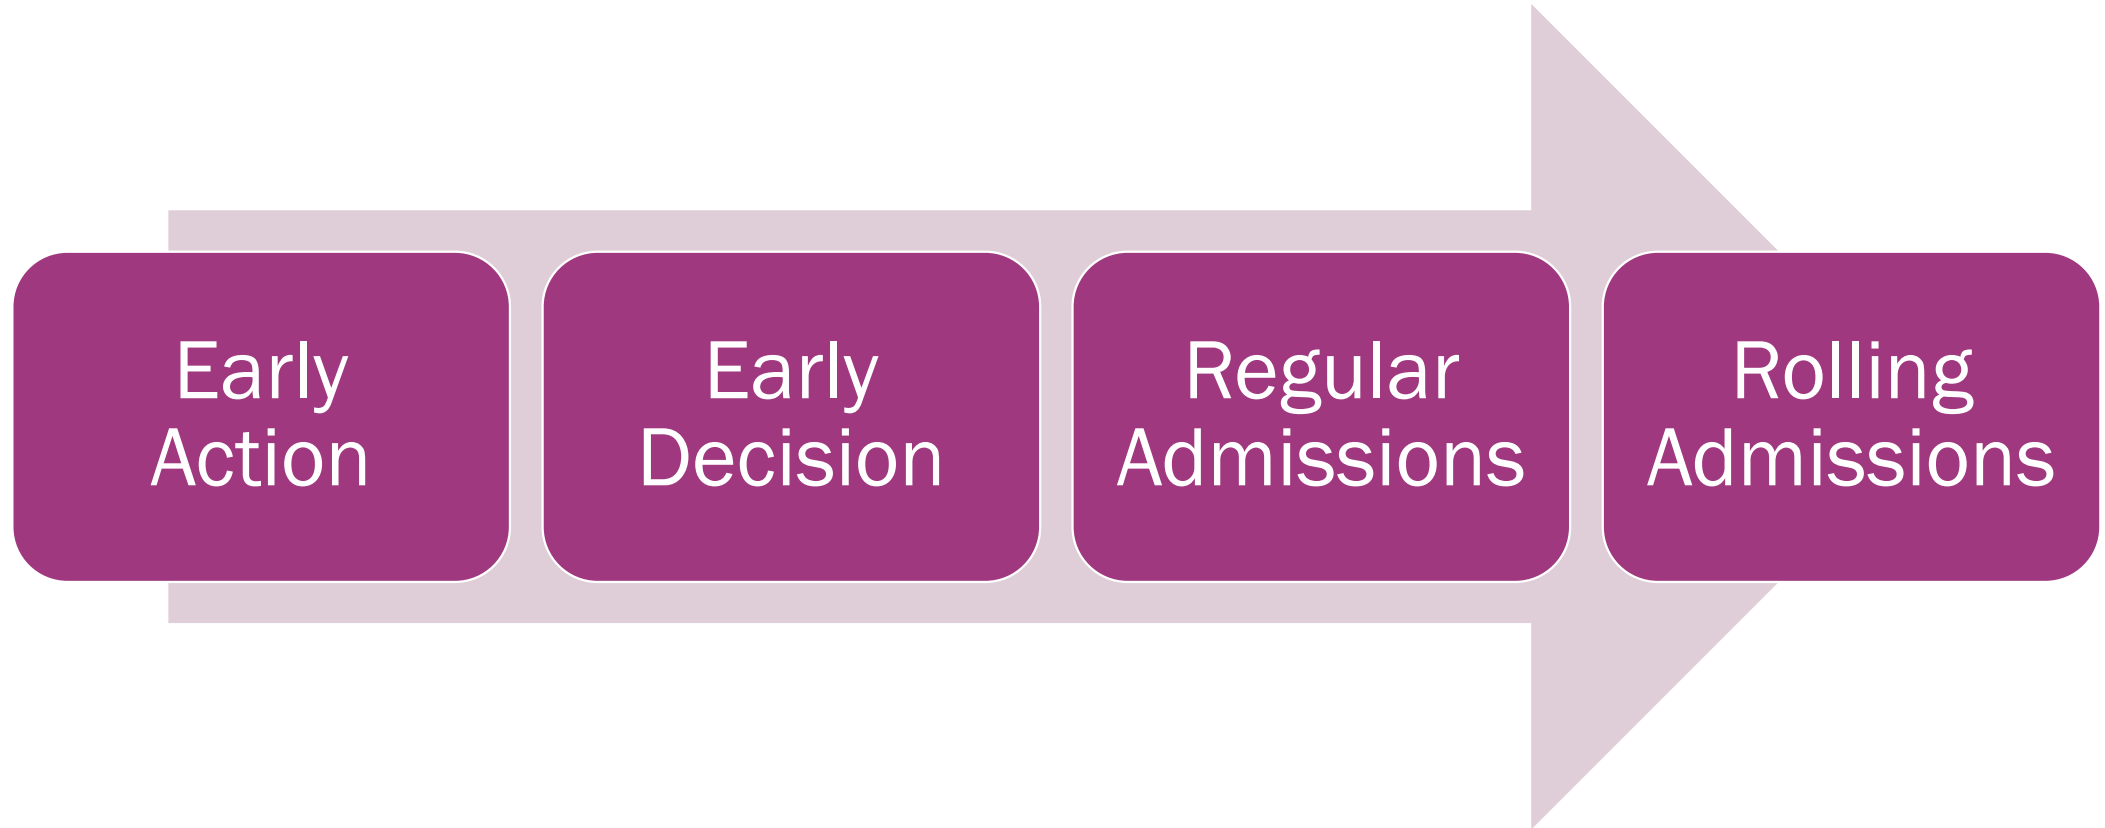 Early
Action
Early
Decision
Regular
Admissions
Rolling
Admissions